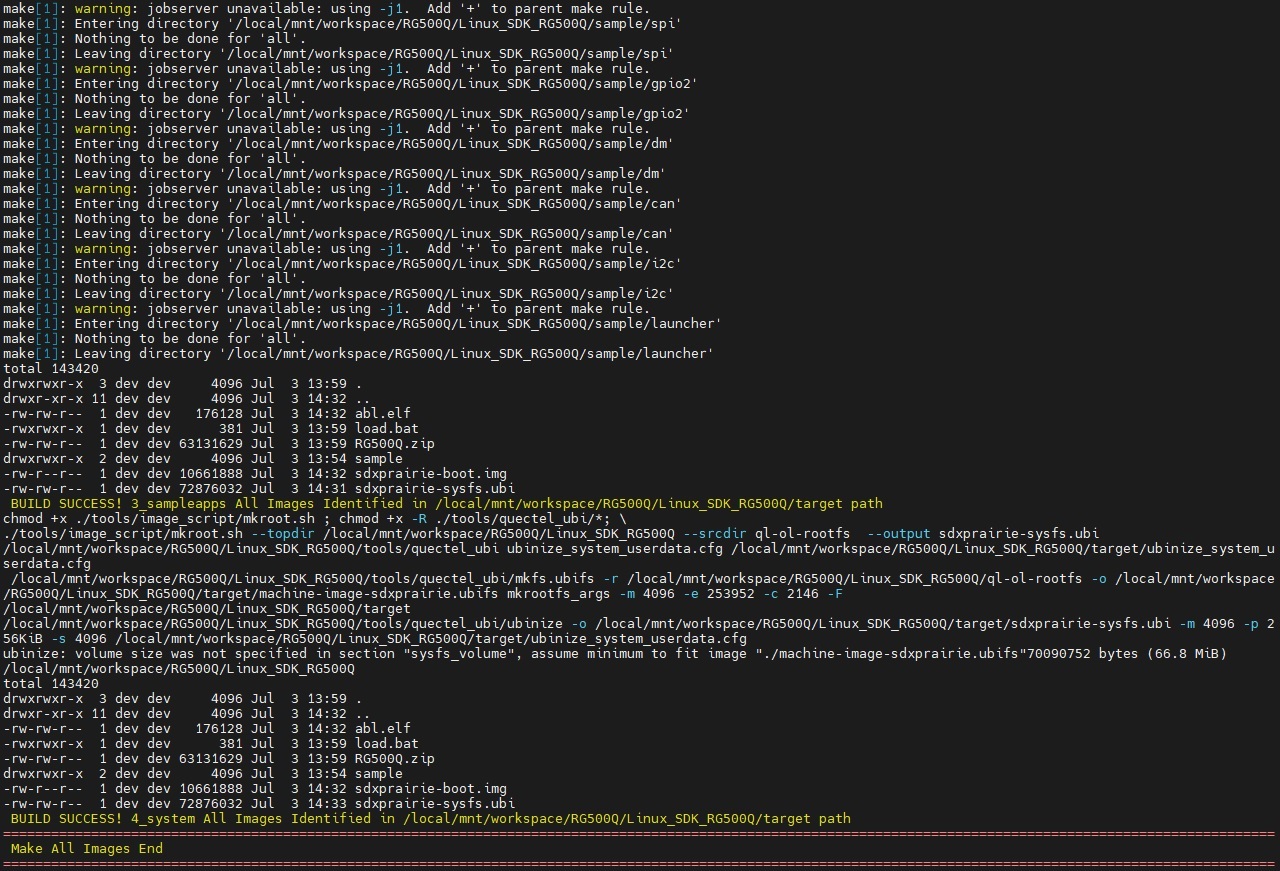 make[1]: warning: jobserver unavailable: using -j1.  Add '+' to parent make rule.
make[1]: Entering directory '/local/mnt/workspace/RG500Q/Linux_SDK_RG500Q/sample/spi'
make[1]: Nothing to be done for 'all'.
make[1]: Leaving directory '/local/mnt/workspace/RG500Q/Linux_SDK_RG500Q/sample/spi'
make[1]: warning: jobserver unavailable: using -j1.  Add '+' to parent make rule.
make[1]: Entering directory '/local/mnt/workspace/RG500Q/Linux_SDK_RG500Q/sample/gpio2'
make[1]: Nothing to be done for 'all'.
make[1]: Leaving directory '/local/mnt/workspace/RG500Q/Linux_SDK_RG500Q/sample/gpio2'
make[1]: warning: jobserver unavailable: using -j1.  Add '+' to parent make rule.
make[1]: Entering directory '/local/mnt/workspace/RG500Q/Linux_SDK_RG500Q/sample/dm'
make[1]: Nothing to be done for 'all'.
make[1]: Leaving directory '/local/mnt/workspace/RG500Q/Linux_SDK_RG500Q/sample/dm'
make[1]: warning: jobserver unavailable: using -j1.  Add '+' to parent make rule.
make[1]: Entering directory '/local/mnt/workspace/RG500Q/Linux_SDK_RG500Q/sample/can'
make[1]: Nothing to be done for 'all'.
make[1]: Leaving directory '/local/mnt/workspace/RG500Q/Linux_SDK_RG500Q/sample/can'
make[1]: warning: jobserver unavailable: using -j1.  Add '+' to parent make rule.
make[1]: Entering directory '/local/mnt/workspace/RG500Q/Linux_SDK_RG500Q/sample/i2c'
make[1]: Nothing to be done for 'all'.
make[1]: Leaving directory '/local/mnt/workspace/RG500Q/Linux_SDK_RG500Q/sample/i2c'
make[1]: warning: jobserver unavailable: using -j1.  Add '+' to parent make rule.
make[1]: Entering directory '/local/mnt/workspace/RG500Q/Linux_SDK_RG500Q/sample/launcher'
make[1]: Nothing to be done for 'all'.
make[1]: Leaving directory '/local/mnt/workspace/RG500Q/Linux_SDK_RG500Q/sample/launcher'
total 143420
drwxrwxr-x  3 dev dev     4096 Jul  3 13:59 .
drwxr-xr-x 11 dev dev     4096 Jul  3 14:32 ..
-rw-rw-r--  1 dev dev   176128 Jul  3 14:32 abl.elf
-rwxrwxr-x  1 dev dev      381 Jul  3 13:59 load.bat
-rw-rw-r--  1 dev dev 63131629 Jul  3 13:59 RG500Q.zip
drwxrwxr-x  2 dev dev     4096 Jul  3 13:54 sample
-rw-r--r--  1 dev dev 10661888 Jul  3 14:32 sdxprairie-boot.img
-rw-rw-r--  1 dev dev 72876032 Jul  3 14:31 sdxprairie-sysfs.ubi
 BUILD SUCCESS! 3_sampleapps All Images Identified in /local/mnt/workspace/RG500Q/Linux_SDK_RG500Q/target path
chmod +x ./tools/image_script/mkroot.sh ; chmod +x -R ./tools/quectel_ubi/*; \
./tools/image_script/mkroot.sh --topdir /local/mnt/workspace/RG500Q/Linux_SDK_RG500Q --srcdir ql-ol-rootfs  --output sdxprairie-sysfs.ubi
/local/mnt/workspace/RG500Q/Linux_SDK_RG500Q/tools/quectel_ubi ubinize_system_userdata.cfg /local/mnt/workspace/RG500Q/Linux_SDK_RG500Q/target/ubinize_system_u
serdata.cfg
 /local/mnt/workspace/RG500Q/Linux_SDK_RG500Q/tools/quectel_ubi/mkfs.ubifs -r /local/mnt/workspace/RG500Q/Linux_SDK_RG500Q/ql-ol-rootfs -o /local/mnt/workspace
/RG500Q/Linux_SDK_RG500Q/target/machine-image-sdxprairie.ubifs mkrootfs_args -m 4096 -e 253952 -c 2146 -F
/local/mnt/workspace/RG500Q/Linux_SDK_RG500Q/target
/local/mnt/workspace/RG500Q/Linux_SDK_RG500Q/tools/quectel_ubi/ubinize -o /local/mnt/workspace/RG500Q/Linux_SDK_RG500Q/target/sdxprairie-sysfs.ubi -m 4096 -p 2
56KiB -s 4096 /local/mnt/workspace/RG500Q/Linux_SDK_RG500Q/target/ubinize_system_userdata.cfg
ubinize: volume size was not specified in section "sysfs_volume", assume minimum to fit image "./machine-image-sdxprairie.ubifs"70090752 bytes (66.8 MiB)
/local/mnt/workspace/RG500Q/Linux_SDK_RG500Q
total 143420
drwxrwxr-x  3 dev dev     4096 Jul  3 13:59 .
drwxr-xr-x 11 dev dev     4096 Jul  3 14:32 ..
-rw-rw-r--  1 dev dev   176128 Jul  3 14:32 abl.elf
-rwxrwxr-x  1 dev dev      381 Jul  3 13:59 load.bat
-rw-rw-r--  1 dev dev 63131629 Jul  3 13:59 RG500Q.zip
drwxrwxr-x  2 dev dev     4096 Jul  3 13:54 sample
-rw-r--r--  1 dev dev 10661888 Jul  3 14:32 sdxprairie-boot.img
-rw-rw-r--  1 dev dev 72876032 Jul  3 14:33 sdxprairie-sysfs.ubi
 BUILD SUCCESS! 4_system All Images Identified in /local/mnt/workspace/RG500Q/Linux_SDK_RG500Q/target path
===============================================================================================================================================================
 Make All Images End
===============================================================================================================================================================